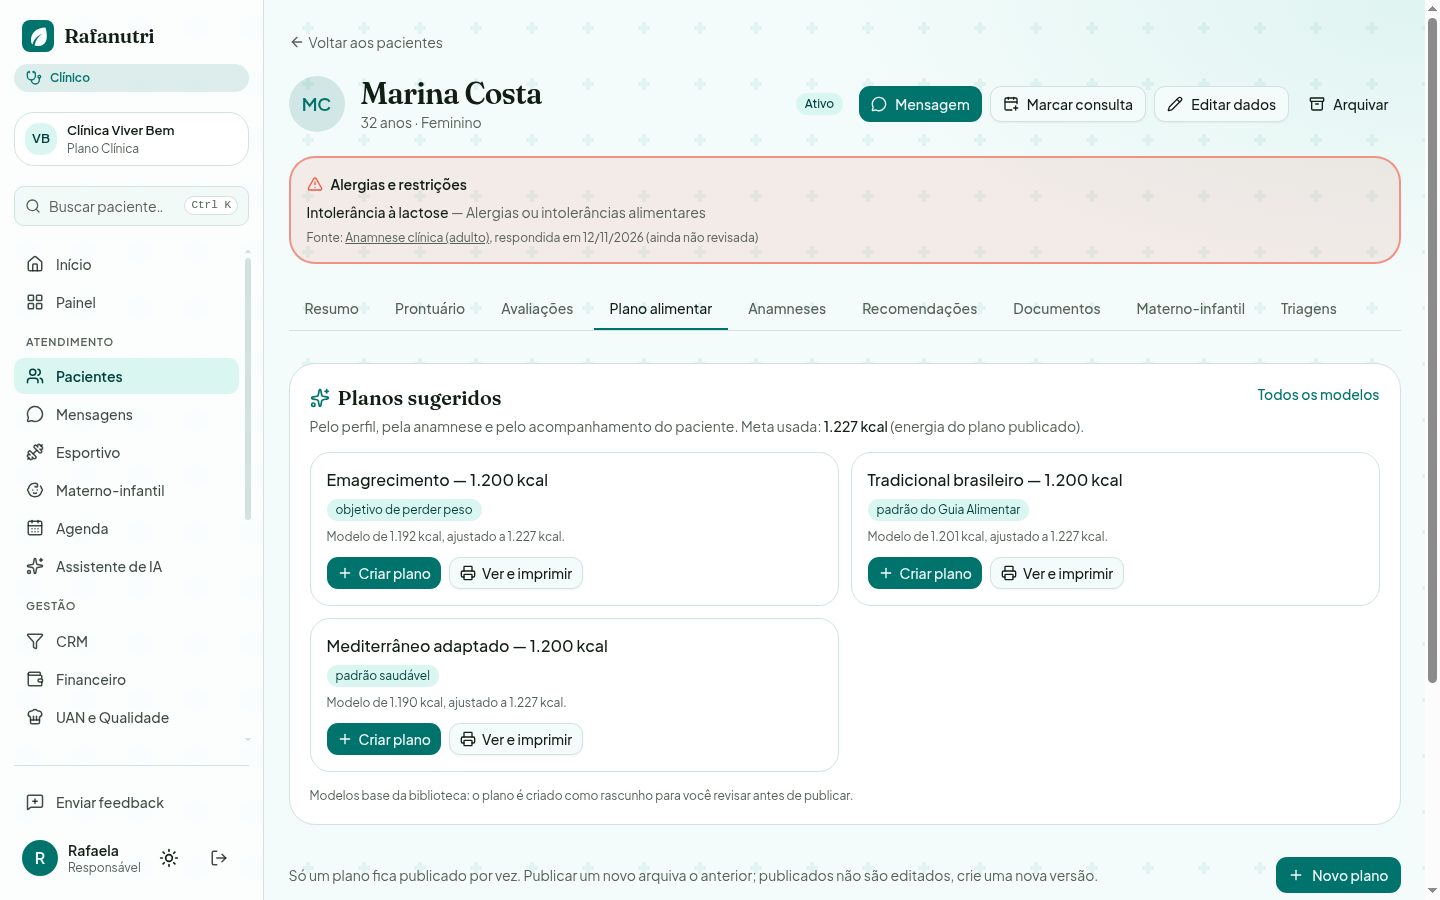 Rafanutri
Clínico
VB
Clínica Viver Bem
Plano Clínica
Buscar paciente..
Ctrl K
Início
Painel
ATENDIMENTO
Pacientes
Mensagens
Esportivo
Materno-infantil
Agenda
Assistente de IA
GESTÃO
CRM
Financeiro
UAN e Qualidade
Enviar feedback
R
Rafaela
Responsável
Voltar aos pacientes
MC
Marina Costa
32 anos · Feminino
Ativo
Mensagem
Marcar consulta
Editar dados
Arquivar
Alergias e restrições
Intolerância à lactose — Alergias ou intolerâncias alimentares
Fonte: Anamnese clínica (adulto), respondida em 12/11/2026 (ainda não revisada)
Resumo
Prontuário
Avaliações
Plano alimentar
Anamneses
Recomendações
Documentos
Materno-infantil
Triagens
Planos sugeridos
Todos os modelos
Pelo perfil, pela anamnese e pelo acompanhamento do paciente. Meta usada: 1.227 kcal (energia do plano publicado).
Emagrecimento — 1.200 kcal
objetivo de perder peso
Modelo de 1.192 kcal, ajustado a 1.227 kcal.
Criar plano
Ver e imprimir
Tradicional brasileiro — 1.200 kcal
padrão do Guia Alimentar
Modelo de 1.201 kcal, ajustado a 1.227 kcal.
Criar plano
Ver e imprimir
Mediterrâneo adaptado — 1.200 kcal
padrão saudável
Modelo de 1.190 kcal, ajustado a 1.227 kcal.
Criar plano
Ver e imprimir
Modelos base da biblioteca: o plano é criado como rascunho para você revisar antes de publicar.
Só um plano fica publicado por vez. Publicar um novo arquiva o anterior; publicados não são editados, crie uma nova versão.
Novo plano